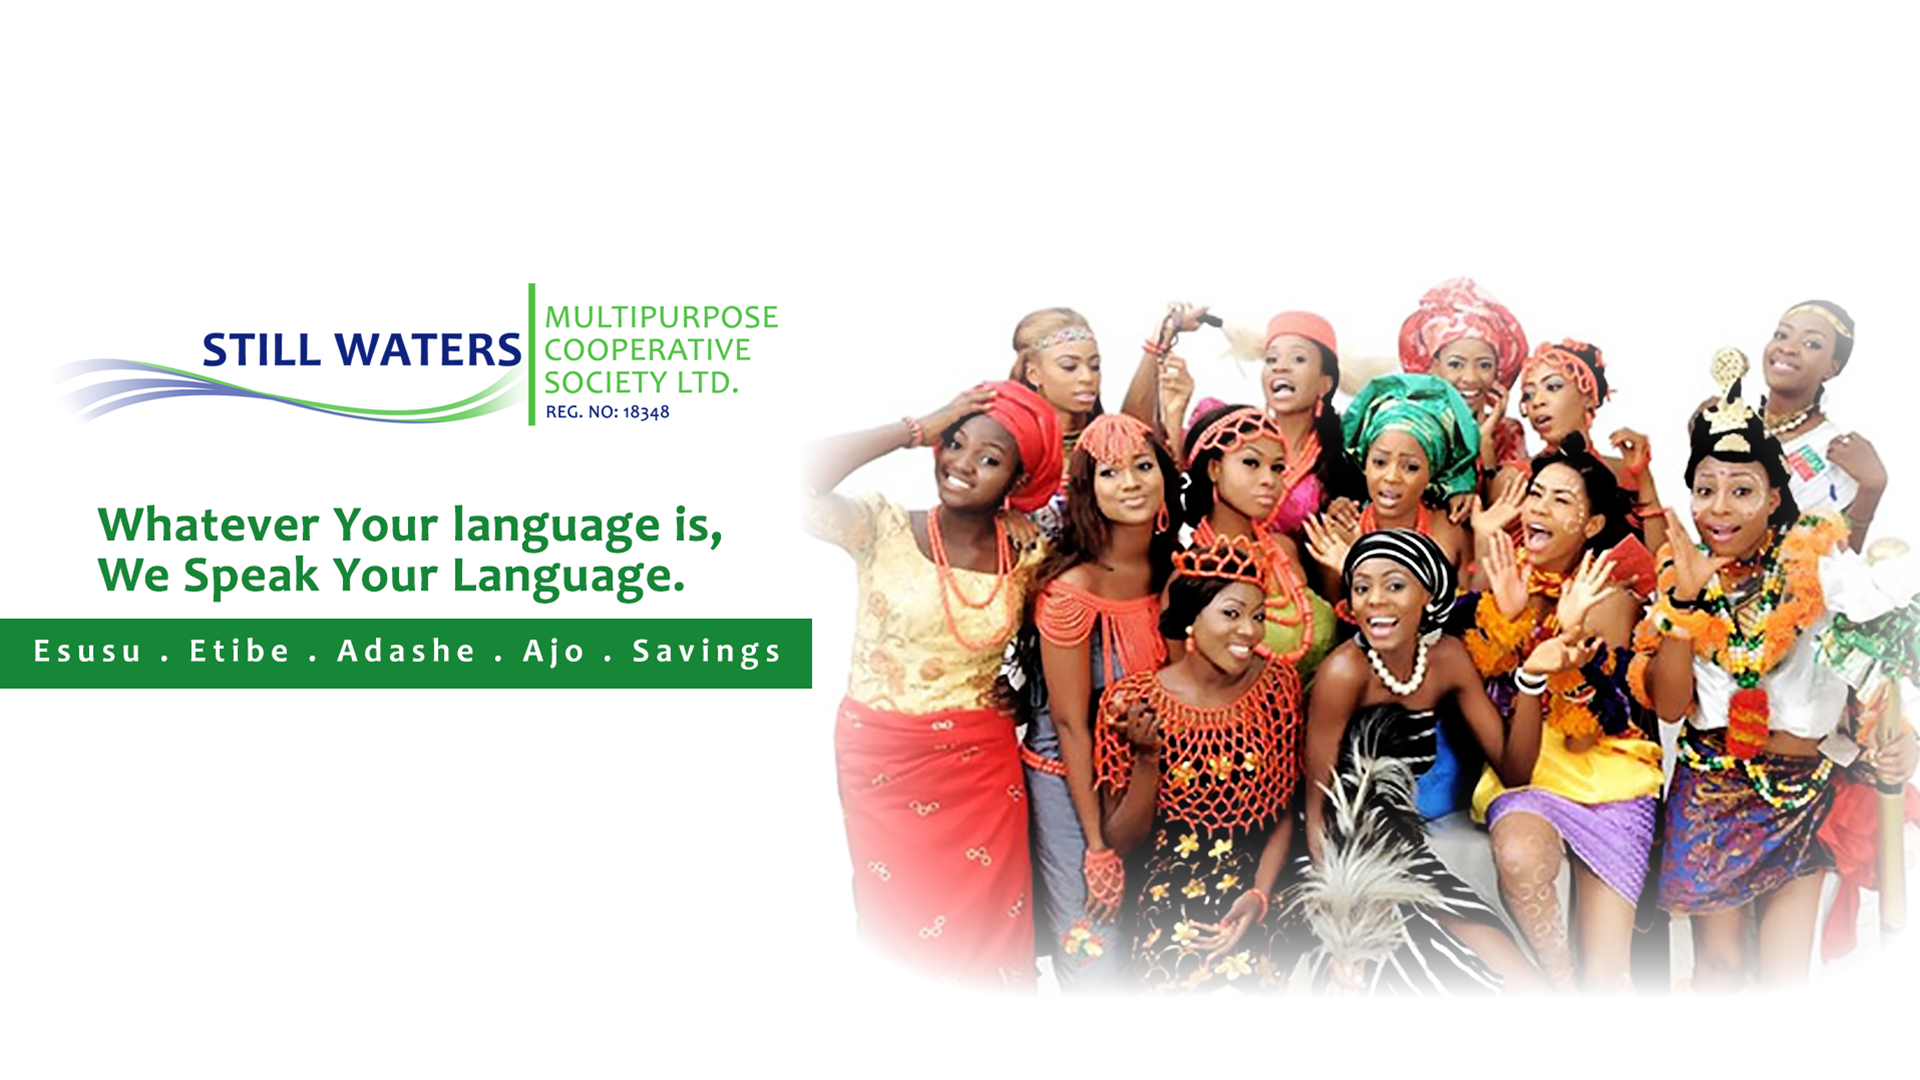 STILL WATERS
MULTIPURPOSE
COOPERATIVE
SOCIETY LTD.
REG. NO: 18348
Whatever Your language is,
We Speak Your Language.
Esusu . Etibe . Adashe . Ajo . Savings